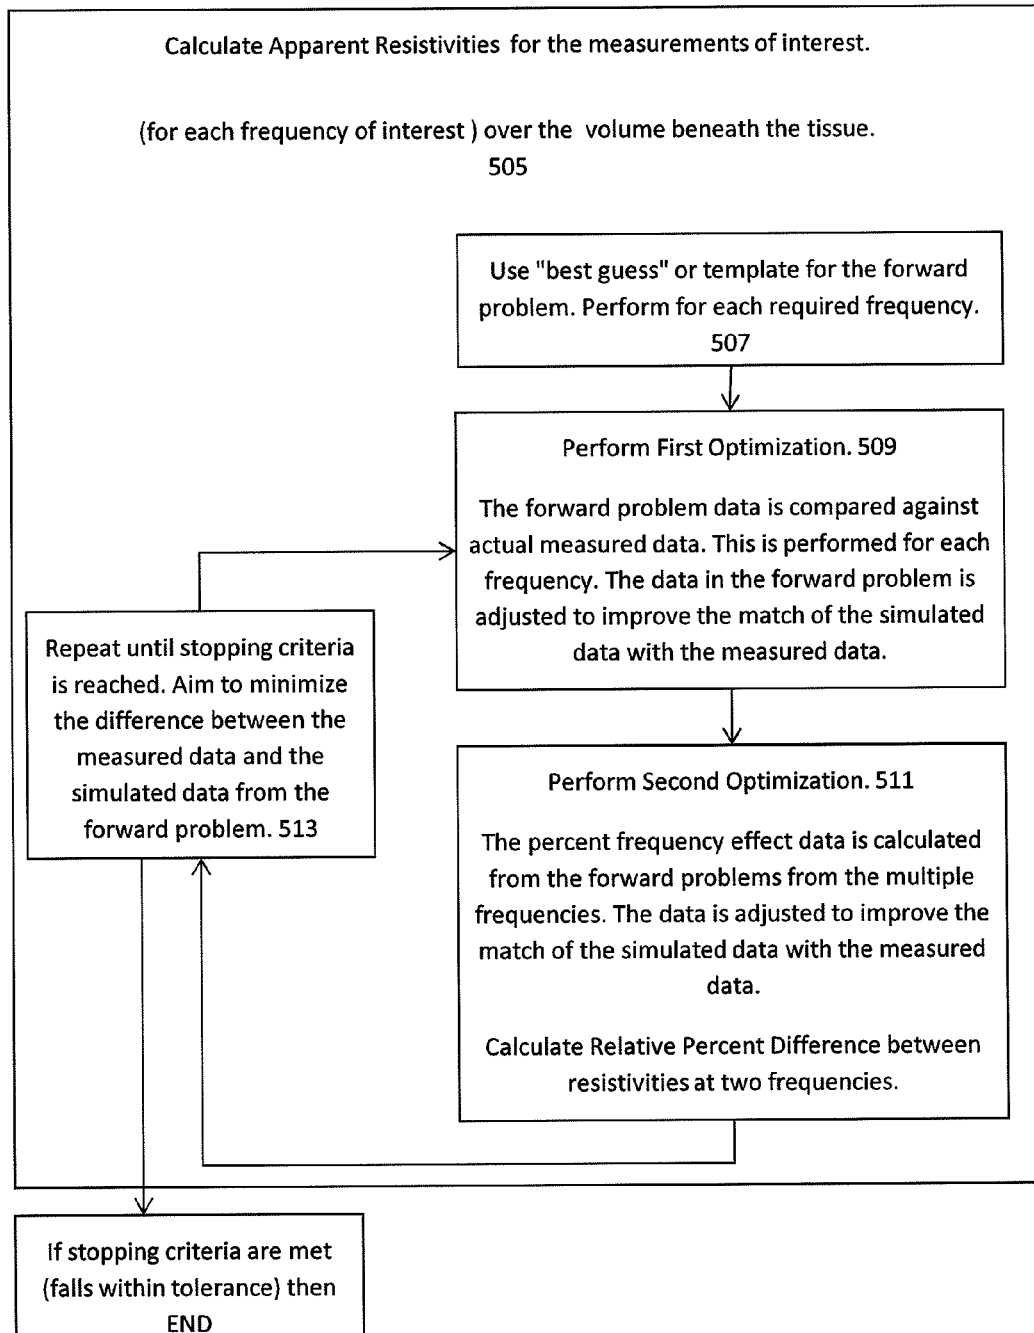 Calculate Apparent Resistivities for the measurements of interest.
(for each frequency of interest ) over the volume beneath the tissue.
505
Use "best guess" or template for the forward
problem. Perform for each required frequency.
507
Perform First Optimization. 509
The forward problem data is compared against
actual measured data. This is performed for each
frequency. The data in the forward problem is
adjusted to improve the match of the simulated
data with the measured data.
Repeat until stopping criteria
is reached. Aim to minimize
the difference between the
measured data and the
simulated data from the
forward problem. 513
Perform Second Optimization. 511
The percent frequency effect data is calculated
from the forward problems from the multiple
frequencies. The data is adjusted to improve the
match of the simulated data with the measured
data.
Calculate Relative Percent Difference between
resistivities at two frequencies.
If stopping criteria are met
(falls within tolerance) then
END